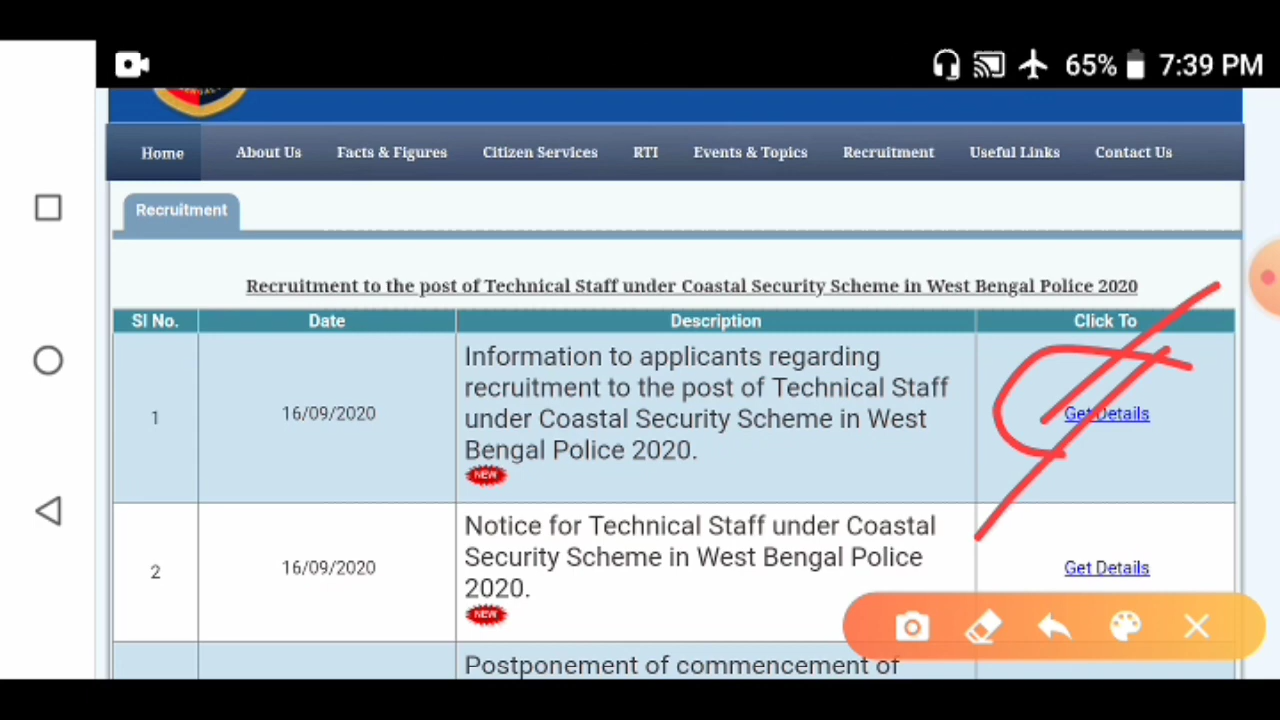 65% 7:39 PM
Home About Us Facts & Figures Citizen Services RTI Events & Topics Recruitment Useful Links Contact Us
Recruitment
Recruitment to the post of Technical Staff under Coastal Security Scheme in West Bengal Police 2020
Sl No. Date Description Click To
Information to applicants regarding
recruitment to the post of Technical Staff
1 16/09/2020 under Coastal Security Scheme in West Get Details
Bengal Police 2020.
NEW
Notice for Technical Staff under Coastal
2 16/09/2020 Security Scheme in West Bengal Police Get Details
2020.
NEW
Postponement of commencement of